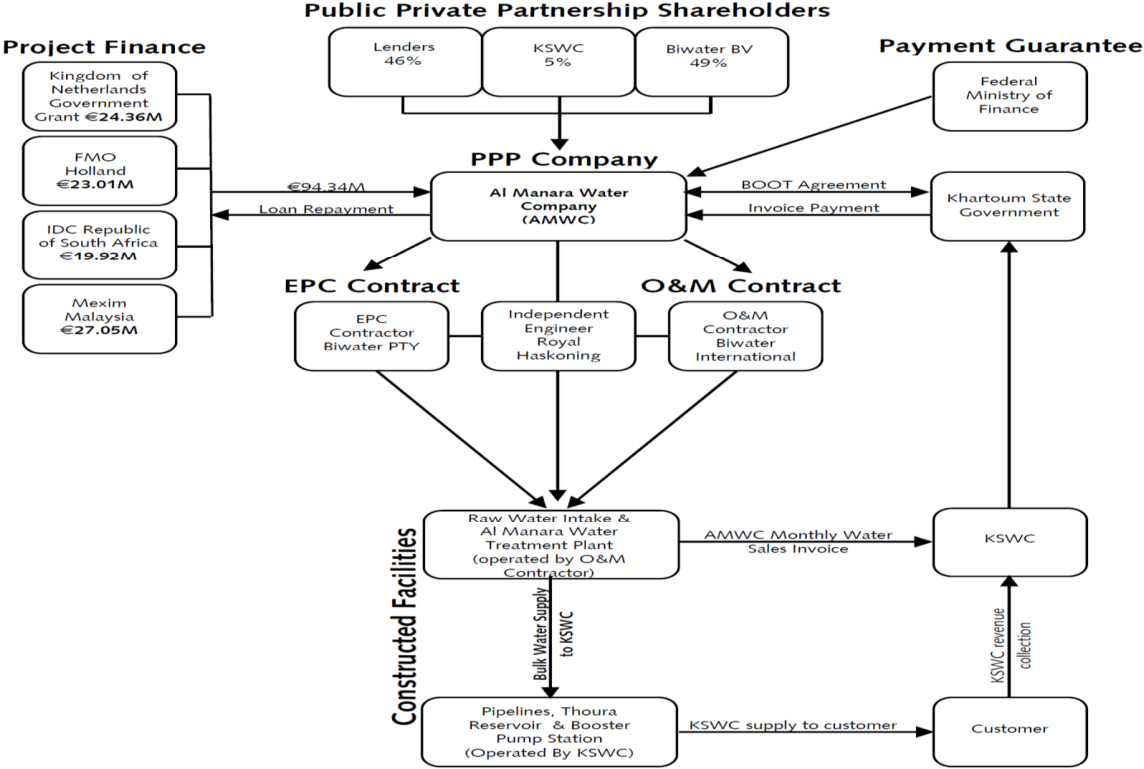 Public Private Partnership Shareholders
Lenders
46%
KSWC
5%
Biwater BV
49%
Project Finance
Kingdom of
Netherlands
Government
Grant €24.36M
FMO
Holland
€23.01M
IDC Republic
of South Africa
€19.92M
Mexim
Malaysia
€27.05M
Payment Guarantee
Federal
Ministry of
Finance
PPP Company
Al Manara Water
Company
(AMWC)
€94.34M
Loan Repayment
BOOT Agreement
Invoice Payment
Khartoum State
Government
EPC Contract
O&M Contract
EPC
Contractor
Biwater PTY
Independent
Engineer
Royal
Haskoning
O&M
Contractor
Biwater
International
Constructed Facilities
Raw Water Intake &
Al Manara Water
Treatment Plant
(operated by O&M
Contractor)
AMWC Monthly Water
Sales Invoice
KSWC
Bulk Water Supply
to KSWC
KSWC revenue
collection
Pipelines, Thoura
Reservoir & Booster
Pump Station
(Operated By KSWC)
KSWC supply to customer
Customer